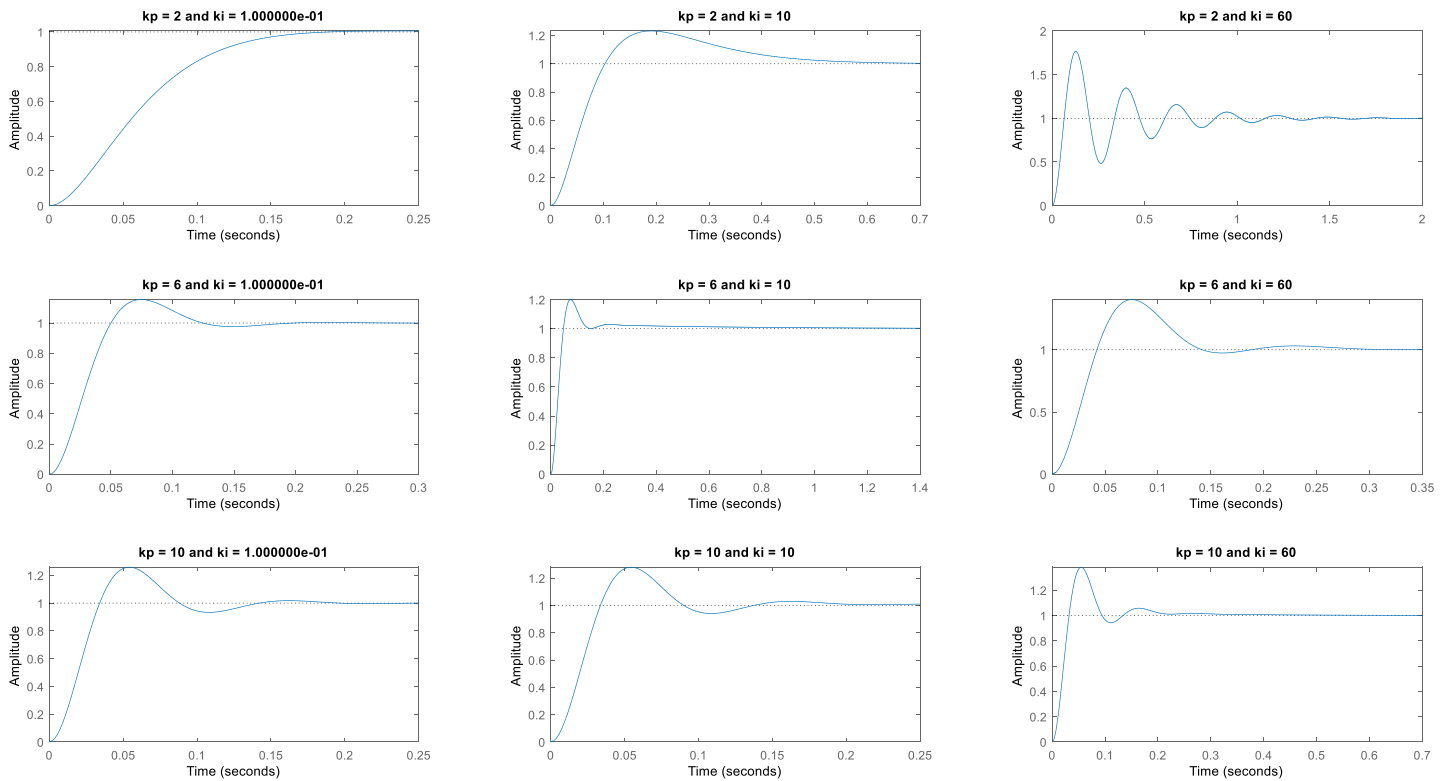 kp = 2 and ki = 1.000000e-01
1
0.8
0.6
0.4
0.2
0
Amplitude
0 0.05 0.1 0.15 0.2 0.25
Time (seconds)
kp = 2 and ki = 10
1.2
1
0.8
0.6
0.4
0.2
0
Amplitude
0 0.1 0.2 0.3 0.4 0.5 0.6 0.7
Time (seconds)
kp = 2 and ki = 60
2
1.5
1
0.5
0
Amplitude
0 0.5 1 1.5 2
Time (seconds)
kp = 6 and ki = 1.000000e-01
1
0.8
0.6
0.4
0.2
0
Amplitude
0 0.05 0.1 0.15 0.2 0.25 0.3
Time (seconds)
kp = 6 and ki = 10
1.2
1
0.8
0.6
0.4
0.2
0
Amplitude
0 0.2 0.4 0.6 0.8 1 1.2 1.4
Time (seconds)
kp = 6 and ki = 60
1
0.5
0
Amplitude
0 0.05 0.1 0.15 0.2 0.25 0.3 0.35
Time (seconds)
kp = 10 and ki = 1.000000e-01
1.2
1
0.8
0.6
0.4
0.2
0
Amplitude
0 0.05 0.1 0.15 0.2 0.25
Time (seconds)
kp = 10 and ki = 10
1.2
1
0.8
0.6
0.4
0.2
0
Amplitude
0 0.05 0.1 0.15 0.2 0.25
Time (seconds)
kp = 10 and ki = 60
1.2
1
0.8
0.6
0.4
0.2
0
Amplitude
0 0.1 0.2 0.3 0.4 0.5 0.6 0.7
Time (seconds)